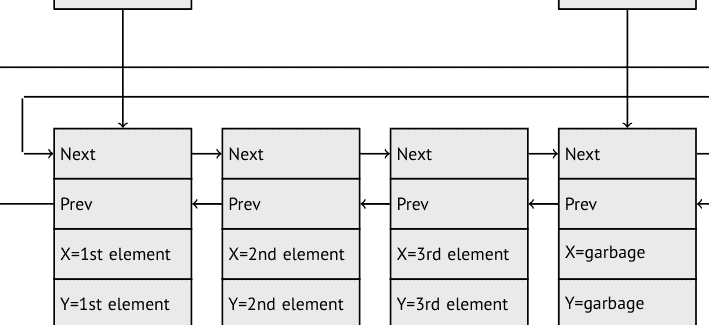 Next
Next
Next
Next
Prev
Prev
Prev
Prev
X=1st element
X=2nd element
X=3rd element
X=garbage
Y=1st element
Y=2nd element
Y=3rd element
Y=garbage